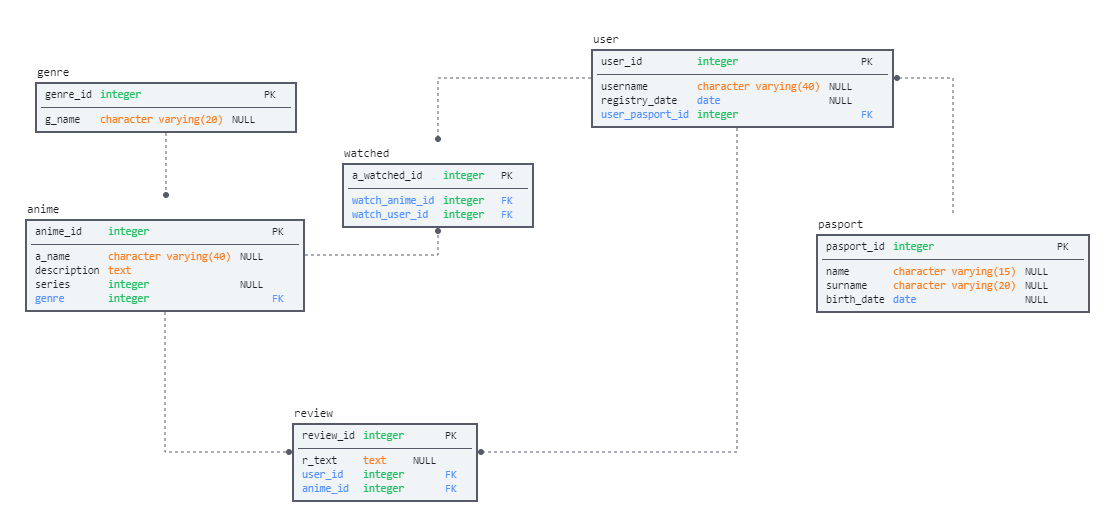 genre
genre_id integer PK
g_name character varying(20) NULL
user
user_id integer PK
username character varying(40) NULL
registry_date date NULL
user_pasport_id integer FK
watched
a_watched_id integer PK
watch_anime_id integer FK
watch_user_id integer FK
anime
anime_id integer PK
a_name character varying(40) NULL
description text
series integer NULL
genre integer FK
pasport
pasport_id integer PK
name character varying(15) NULL
surname character varying(20) NULL
birth_date date NULL
review
review_id integer PK
r_text text NULL
user_id integer FK
anime_id integer FK